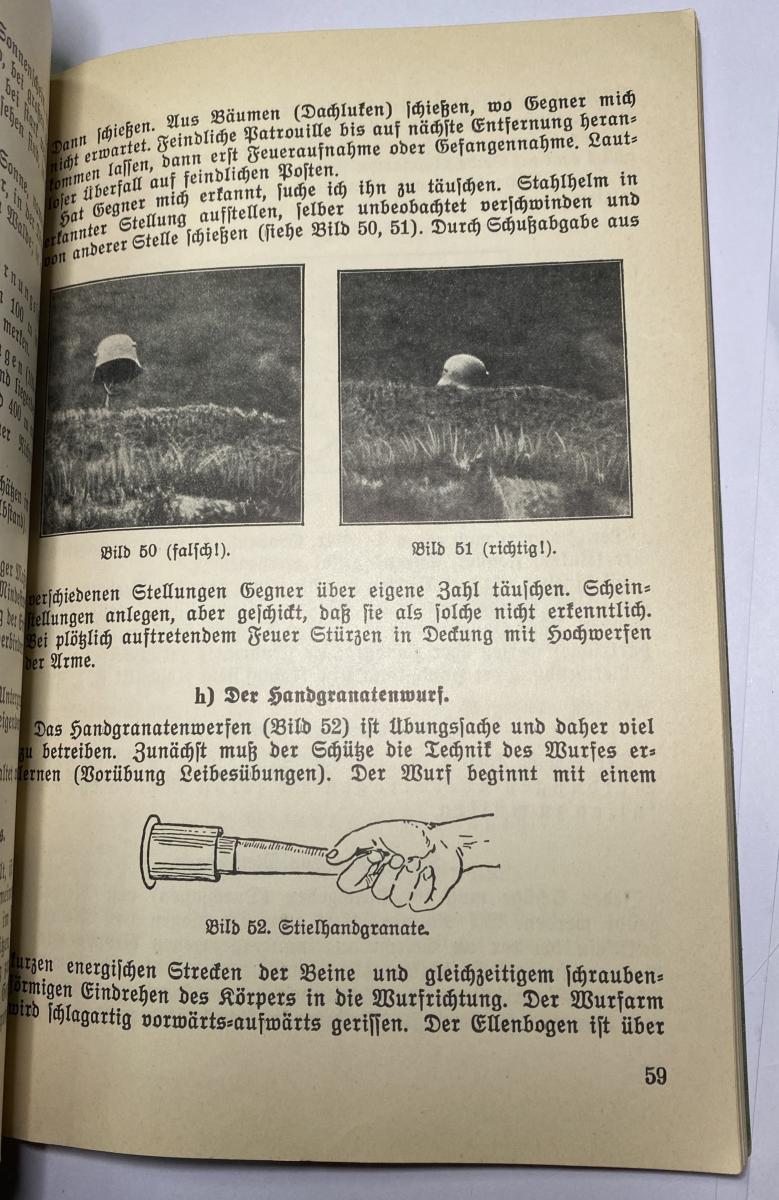 Dann schießen. Aus Bäumen (Dachluken) schießen, wo Gegner mich
nicht erwartet. Feindliche Patrouille bis auf nächste Entfernung heran-
kommen lassen, dann erst Feueraufnahme oder Gefangennahme. Laut-
loser Überfall auf feindlichen Posten.
Hat Gegner mich erkannt, suche ich ihn zu täuschen. Stahlhelm in
erkannter Stellung aufstellen, selber unbeobachtet verschwinden und
von anderer Stelle schießen (siehe Bild 50, 51). Durch Schußabgabe aus
Bild 50 (falsch!).
Bild 51 (richtig!).
verschiedenen Stellungen Gegner über eigene Zahl täuschen. Schein-
stellungen anlegen, aber geschickt, daß sie als solche nicht erkenntlich.
Bei plötzlich auftretendem Feuer Stürzen in Deckung mit Hochwerfen
der Arme.
h) Der Handgranatenwurf.
Das Handgranatenwerfen (Bild 52) ist Übungssache und daher viel
zu betreiben. Zunächst muß der Schütze die Technik des Wurfes er-
lernen (Vorübung Leibesübungen). Der Wurf beginnt mit einem
Bild 52. Stielhandgranate.
kurzen energischen Strecken der Beine und gleichzeitigem schrauben-
förmigen Eindrehen des Körpers in die Wurfrichtung. Der Wurfarm
wird schlagartig vorwärts-aufwärts gerissen. Der Ellenbogen ist über
59